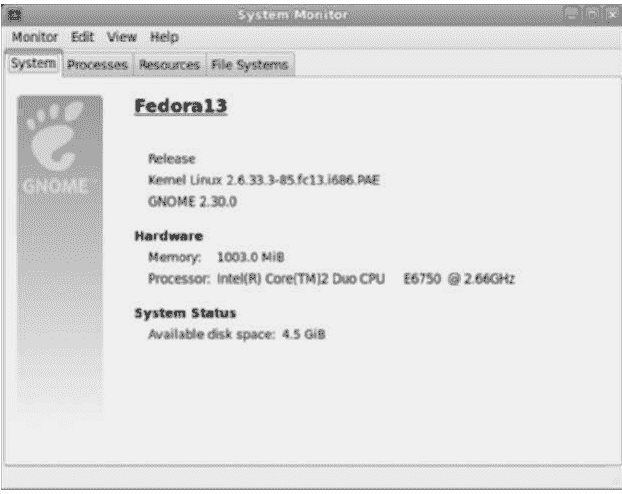 System Monitor
Monitor Edit View Help
System Processes Resources File Systems
GNOME™
Fedora13
Release
Kernel Linux 2.6.33.3-85.fc13.i686.PAE
GNOME 2.30.0
Hardware
Memory: 1003.0 MiB
Processor: Intel(R) Core(TM)2 Duo CPU E6750 @ 2.66GHz
System Status
Available disk space: 4.5 GiB